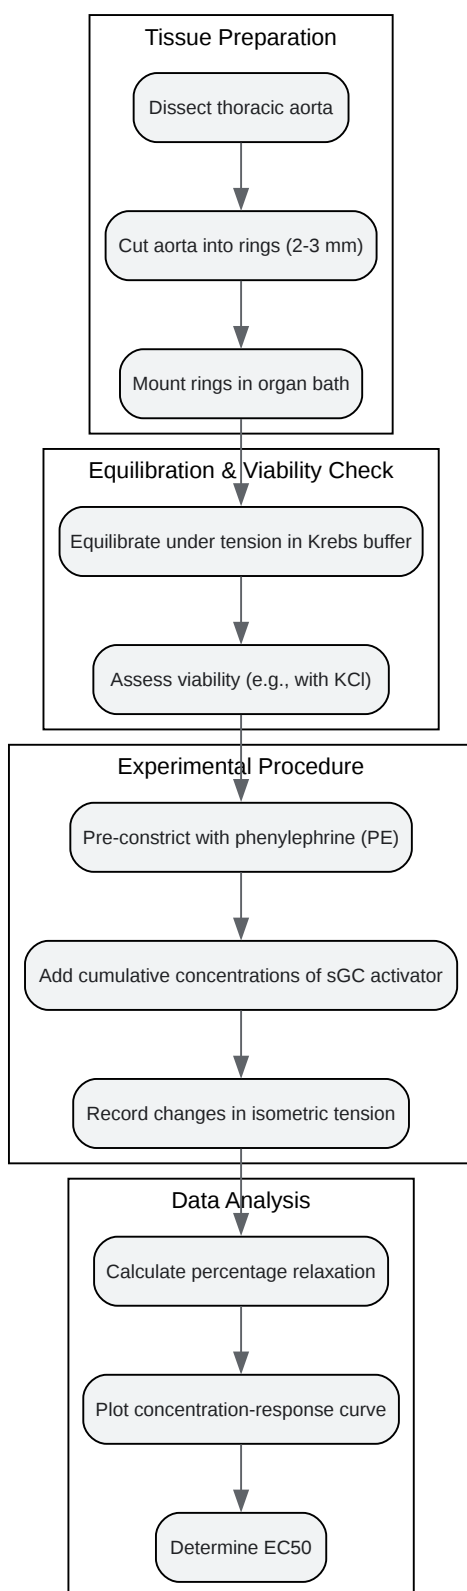 Tissue Preparation
Dissect thoracic aorta
Cut aorta into rings (2-3 mm)
Mount rings in organ bath
Equilibration & Viability Check
Equilibrate under tension in Krebs buffer
Assess viability (e.g., with KCl)
Experimental Procedure
Pre-constrict with phenylephrine (PE)
Add cumulative concentrations of sGC activator
Record changes in isometric tension
Data Analysis
Calculate percentage relaxation
Plot concentration-response curve
Determine EC50